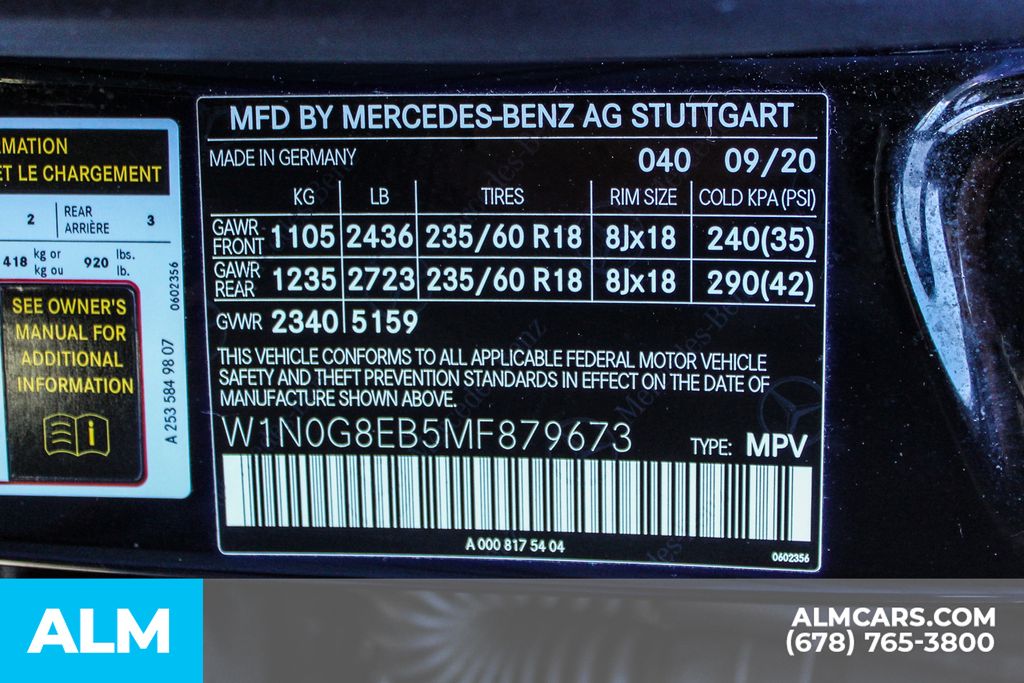 MATION
ET LE CHARGEMENT
2 REAR ARRIÈRE 3
418 kg or kg ou 920 lbs. lb.
SEE OWNER'S
MANUAL FOR
ADDITIONAL
INFORMATION
i
A 253 584 98 07
0602356
MFD BY MERCEDES-BENZ AG STUTTGART
MADE IN GERMANY 040 09/20
KG LB TIRES RIM SIZE COLD KPA(PSI)
GAWR FRONT 1105 2436 235/60 R18 8Jx18 240(35)
GAWR REAR 1235 2723 235/60 R18 8Jx18 290(42)
GVWR 2340 5159
THIS VEHICLE CONFORMS TO ALL APPLICABLE FEDERAL MOTOR VEHICLE
SAFETY AND THEFT PREVENTION STANDARDS IN EFFECT ON THE DATE OF
MANUFACTURE SHOWN ABOVE.
W1N0G8EB5MF879673 TYPE: MPV
A 000 817 54 04
0602356
ALM
ALMCARS.COM
(678) 765-3800